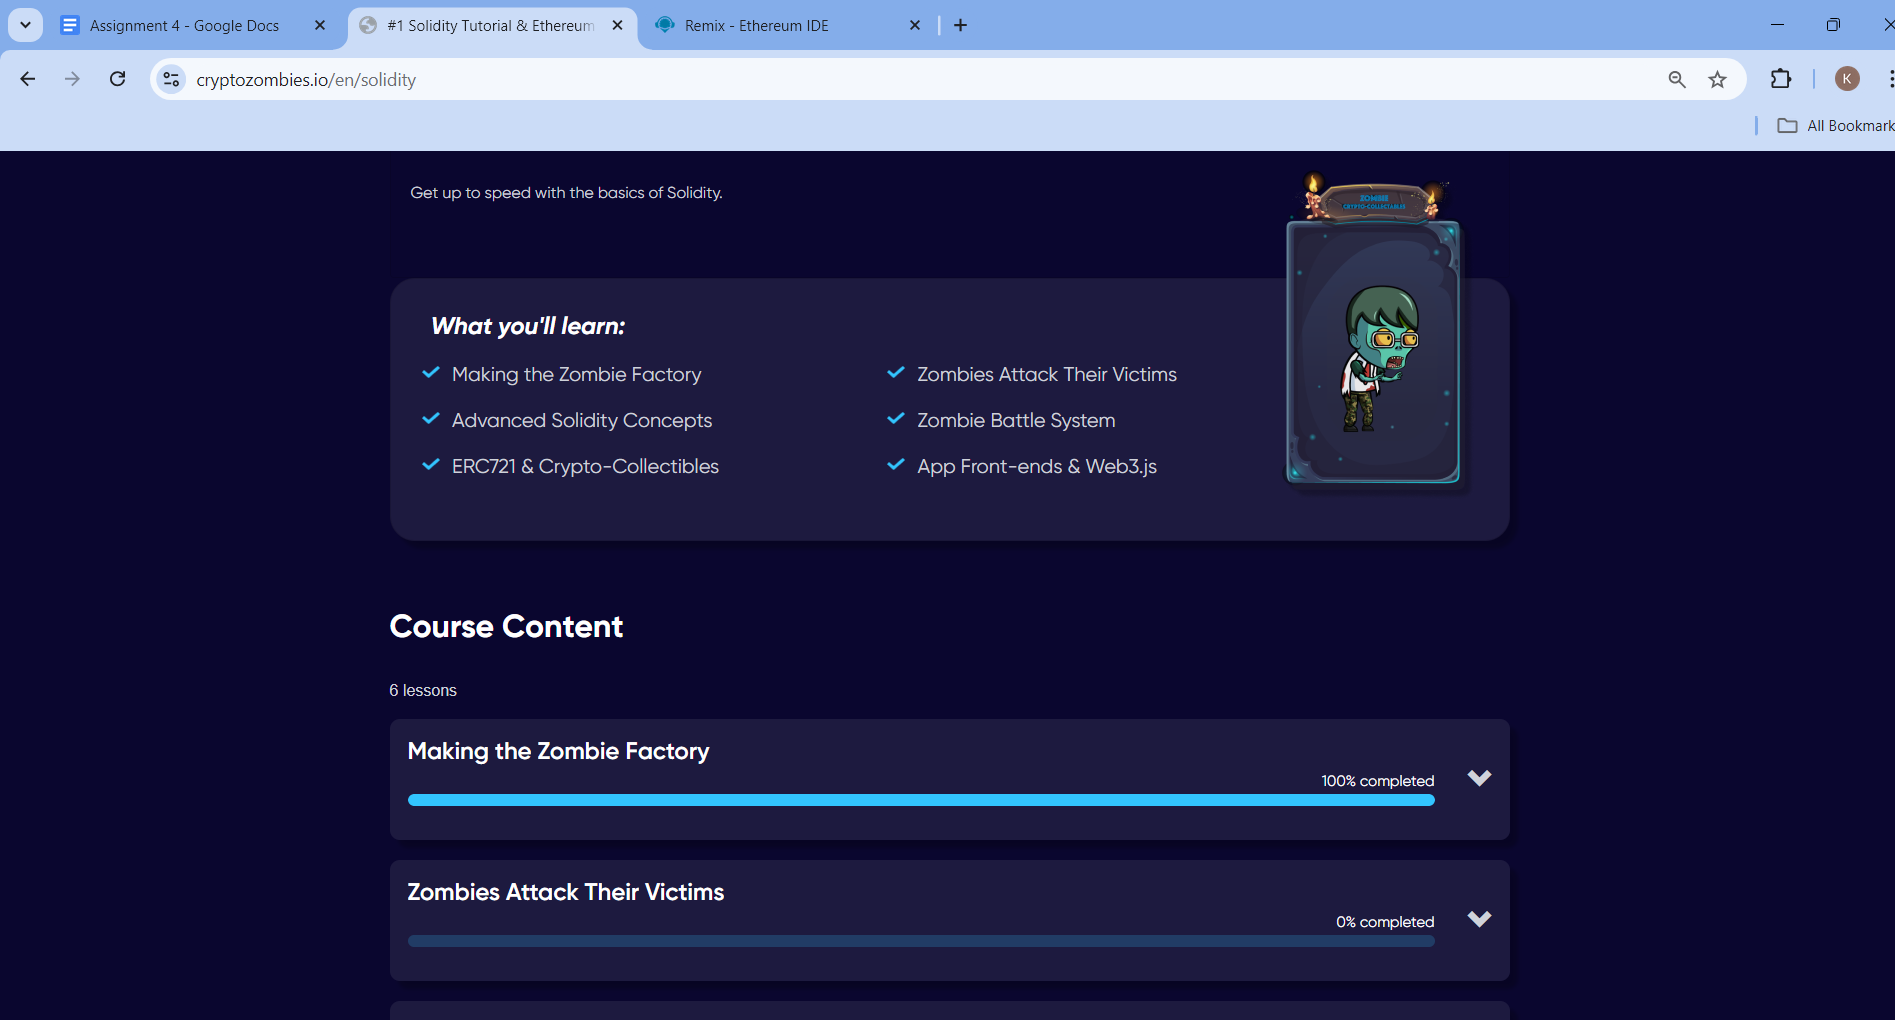 Assignment 4 - Google Docs
#1 Solidity Tutorial & Ethereum
Remix - Ethereum IDE
cryptozombies.io/en/solidity
K
All Bookmark
Get up to speed with the basics of Solidity.
ZOMBIE
CRYPTO-COLLECTABLES
What you'll learn:
Making the Zombie Factory
Zombies Attack Their Victims
Advanced Solidity Concepts
Zombie Battle System
ERC721 & Crypto-Collectibles
App Front-ends & Web3.js
Course Content
6 lessons
Making the Zombie Factory
100% completed
Zombies Attack Their Victims
0% completed